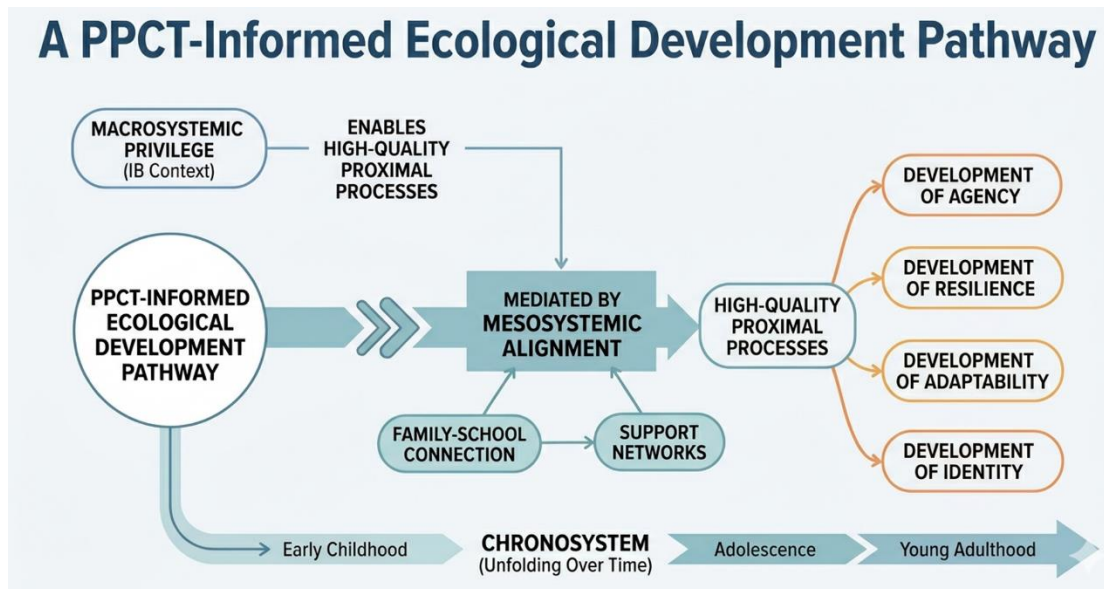 A PPCT-Informed Ecological Development Pathway
MACROSYSTEMIC
PRIVILEGE
(IB Context)
ENABLES
HIGH-QUALITY
PROXIMAL
PROCESSES
PPCT-INFORMED
ECOLOGICAL
DEVELOPMENT
PATHWAY
MEDIATED BY
MESOSYSTEMIC
ALIGNMENT
FAMILY-SCHOOL
CONNECTION
SUPPORT
NETWORKS
HIGH-QUALITY
PROXIMAL
PROCESSES
DEVELOPMENT
OF AGENCY
DEVELOPMENT
OF RESILIENCE
DEVELOPMENT
OF ADAPTABILITY
DEVELOPMENT
OF IDENTITY
Early Childhood
CHRONOSYSTEM
(Unfolding Over Time)
Adolescence
Young Adulthood